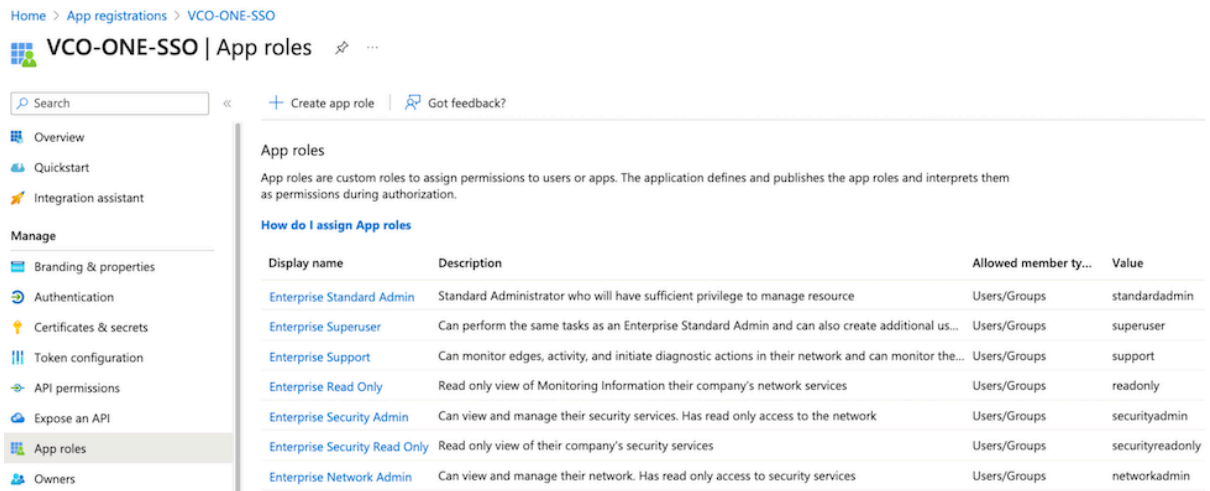 Home > App registrations > VCO-ONE-SSO
VCO-ONE-SSO | App roles
Search
Overview
Quickstart
Integration assistant
Manage
Branding & properties
Authentication
Certificates & secrets
Token configuration
API permissions
Expose an API
App roles
Owners
Create app role
Got feedback?
App roles
App roles are custom roles to assign permissions to users or apps. The application defines and publishes the app roles and interprets them
as permissions during authorization.
How do I assign App roles
Display name Description Allowed member ty... Value
Enterprise Standard Admin Standard Administrator who will have sufficient privilege to manage resource Users/Groups standardadmin
Enterprise Superuser Can perform the same tasks as an Enterprise Standard Admin and can also create additional us... Users/Groups superuser
Enterprise Support Can monitor edges, activity, and initiate diagnostic actions in their network and can monitor the... Users/Groups support
Enterprise Read Only Read only view of Monitoring Information their company's network services Users/Groups readonly
Enterprise Security Admin Can view and manage their security services. Has read only access to the network Users/Groups securityadmin
Enterprise Security Read Only Read only view of their company's security services Users/Groups securityreadonly
Enterprise Network Admin Can view and manage their network. Has read only access to security services Users/Groups networkadmin